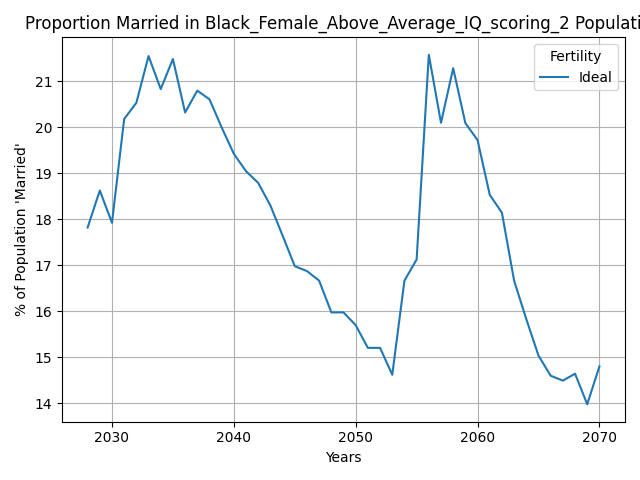 Proportion Married in Black_Female_Above_Average_IQ_scoring_2 Populati
Fertility
Ideal
% of Population 'Married'
21
20
19
18
17
16
15
14
2030
2040
2050
2060
2070
Years